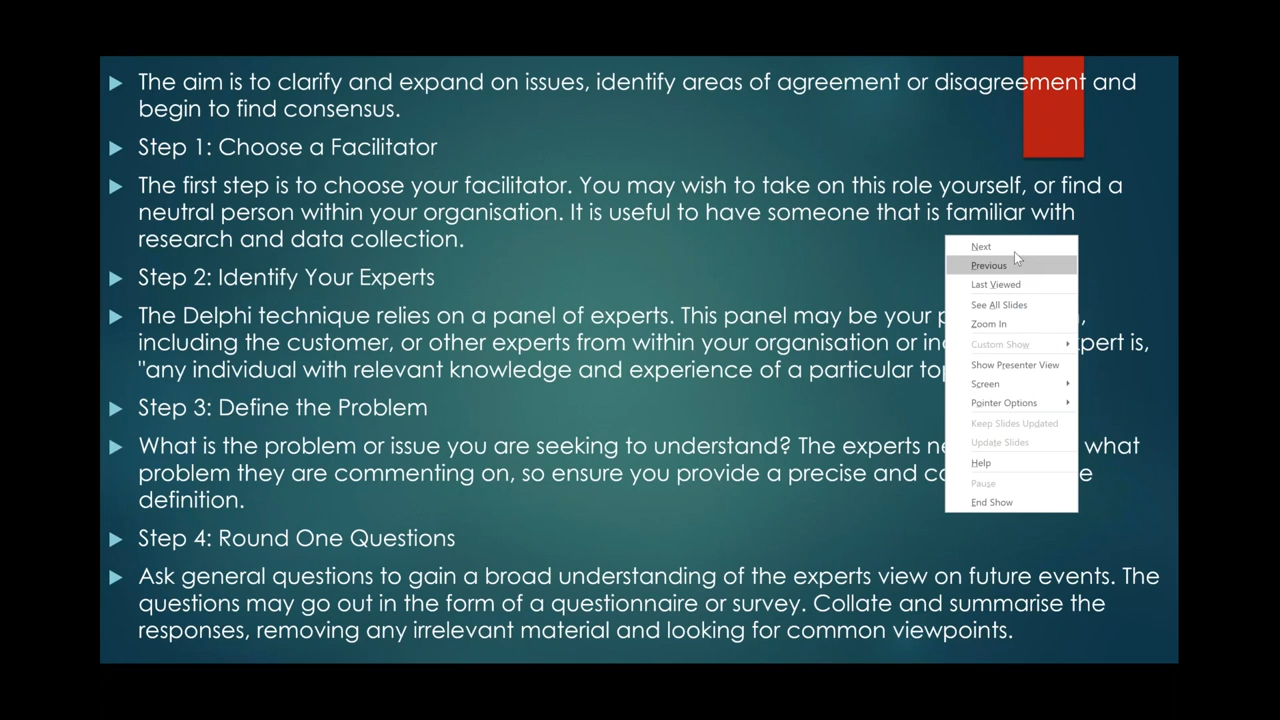 The aim is to clarify and expand on issues, identify areas of agreement or disagreement and
begin to find consensus.
Step 1: Choose a Facilitator
The first step is to choose your facilitator. You may wish to take on this role yourself, or find a
neutral person within your organisation. It is useful to have someone that is familiar with
research and data collection.
Step 2: Identify Your Experts
The Delphi technique relies on a panel of experts. This panel may be your
including the customer, or other experts from within your organisation or is,
"any individual with relevant knowledge and experience of a particular
Step 3: Define the Problem
What is the problem or issue you are seeking to understand? The experts what
problem they are commenting on, so ensure you provide a precise and
definition.
Step 4: Round One Questions
Ask general questions to gain a broad understanding of the experts view on future events. The
questions may go out in the form of a questionnaire or survey. Collate and summarise the
responses, removing any irrelevant material and looking for common viewpoints.
Next
Previous
Last Viewed
See All Slides
Zoom In
Custom Show
Show Presenter View
Screen
Pointer Options
Keep Slides Updated
Update Slides
Help
Pause
End Show